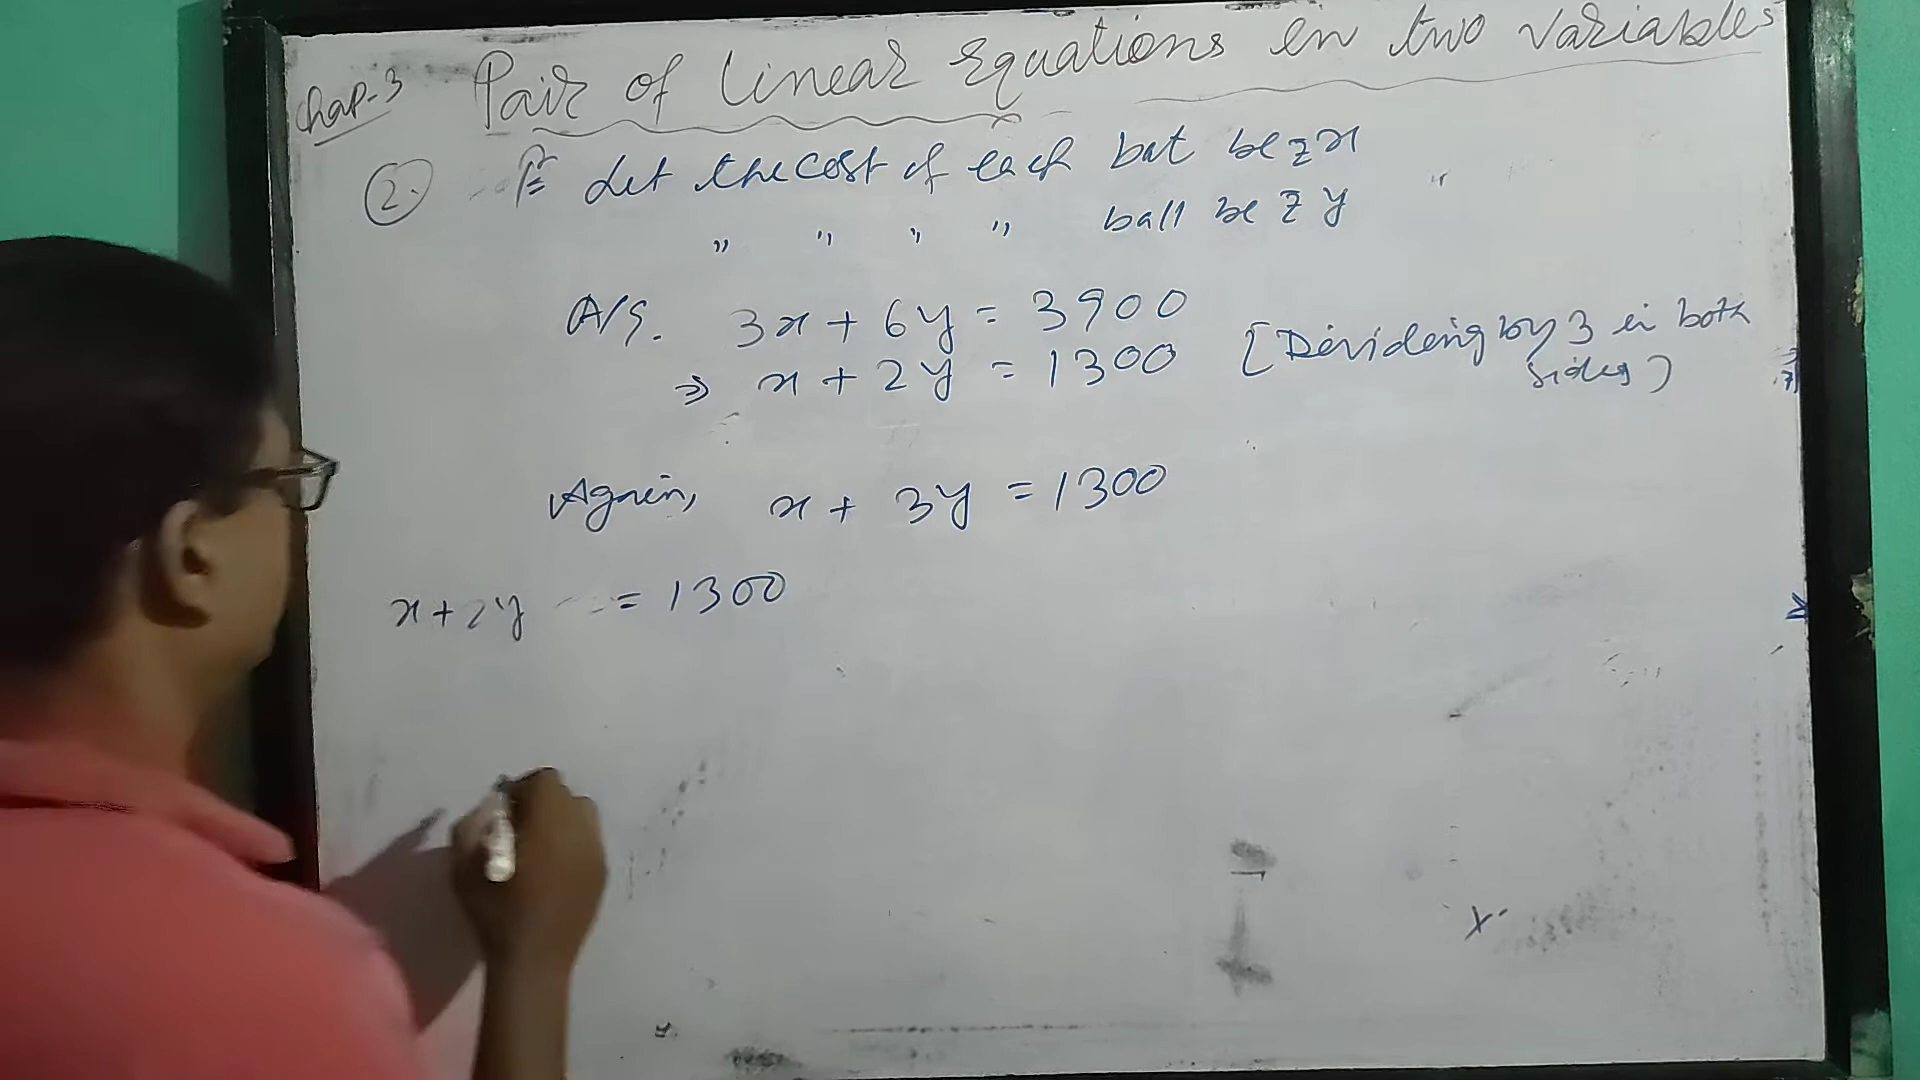 Chap-3 Pair of Linear Equations in two variables
2. Let the cost of each bat be ₹ x
" " " " ball be ₹ y
A/S. 3x + 6y = 3900
⇒ x + 2y = 1300 [Dividing by 3 in both sides]
Again, x + 3y = 1300
x + 2y = 1300